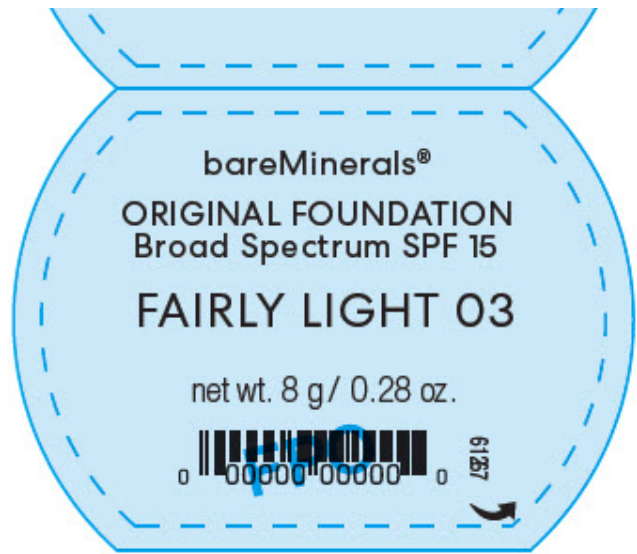 bareMinerals®
ORIGINAL FOUNDATION
Broad Spectrum SPF 15
FAIRLY LIGHT 03
net wt. 8 g/ 0.28 oz.
FPO
0 00000 00000 0